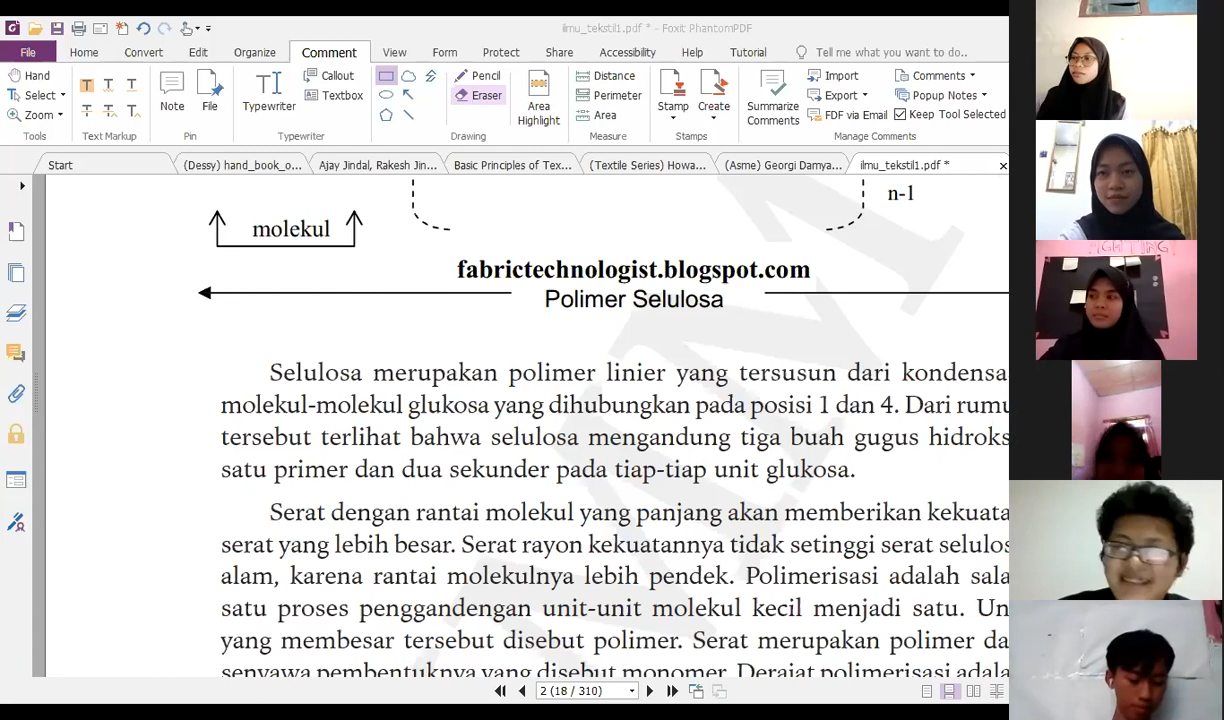 ilmu_tekstil1.pdf * - Foxit PhantomPDF
File Home Convert Edit Organize Comment View Form Protect Share Accessibility Help Tutorial Tell me what you want to do..
Hand
Select
Zoom
Tools
T T T
T T T
Text Markup
Note
File
Pin
Typewriter
Callout
Textbox
Typewriter
Pencil
Eraser
Drawing
Area
Highlight
Distance
Perimeter
Area
Measure
Stamp
Create
Stamps
Summarize
Comments
Import
Export
FDF via Email
Comments
Popup Notes
Keep Tool Selected
Manage Comments
Start
(Dessy) hand_book_o...
Ajay Jindal, Rakesh Jin...
Basic Principles of Tex...
(Textile Series) Howa...
(Asme) Georgi Damya...
ilmu_tekstil1.pdf *
n-1
molekul
fabrictechnologist.blogspot.com
Polimer Selulosa
Selulosa merupakan polimer linier yang tersusun dari kondensa
molekul-molekul glukosa yang dihubungkan pada posisi 1 dan 4. Dari rumu
tersebut terlihat bahwa selulosa mengandung tiga buah gugus hidroks
satu primer dan dua sekunder pada tiap-tiap unit glukosa.
Serat dengan rantai molekul yang panjang akan memberikan kekuata
serat yang lebih besar. Serat rayon kekuatannya tidak setinggi serat selulos
alam, karena rantai molekulnya lebih pendek. Polimerisasi adalah sala
satu proses penggandengan unit-unit molekul kecil menjadi satu. Un
yang membesar tersebut disebut polimer. Serat merupakan polimer da
senyawa pembentuknya yang disebut monomer. Derajat polimerisasi adala
2 (18 / 310)